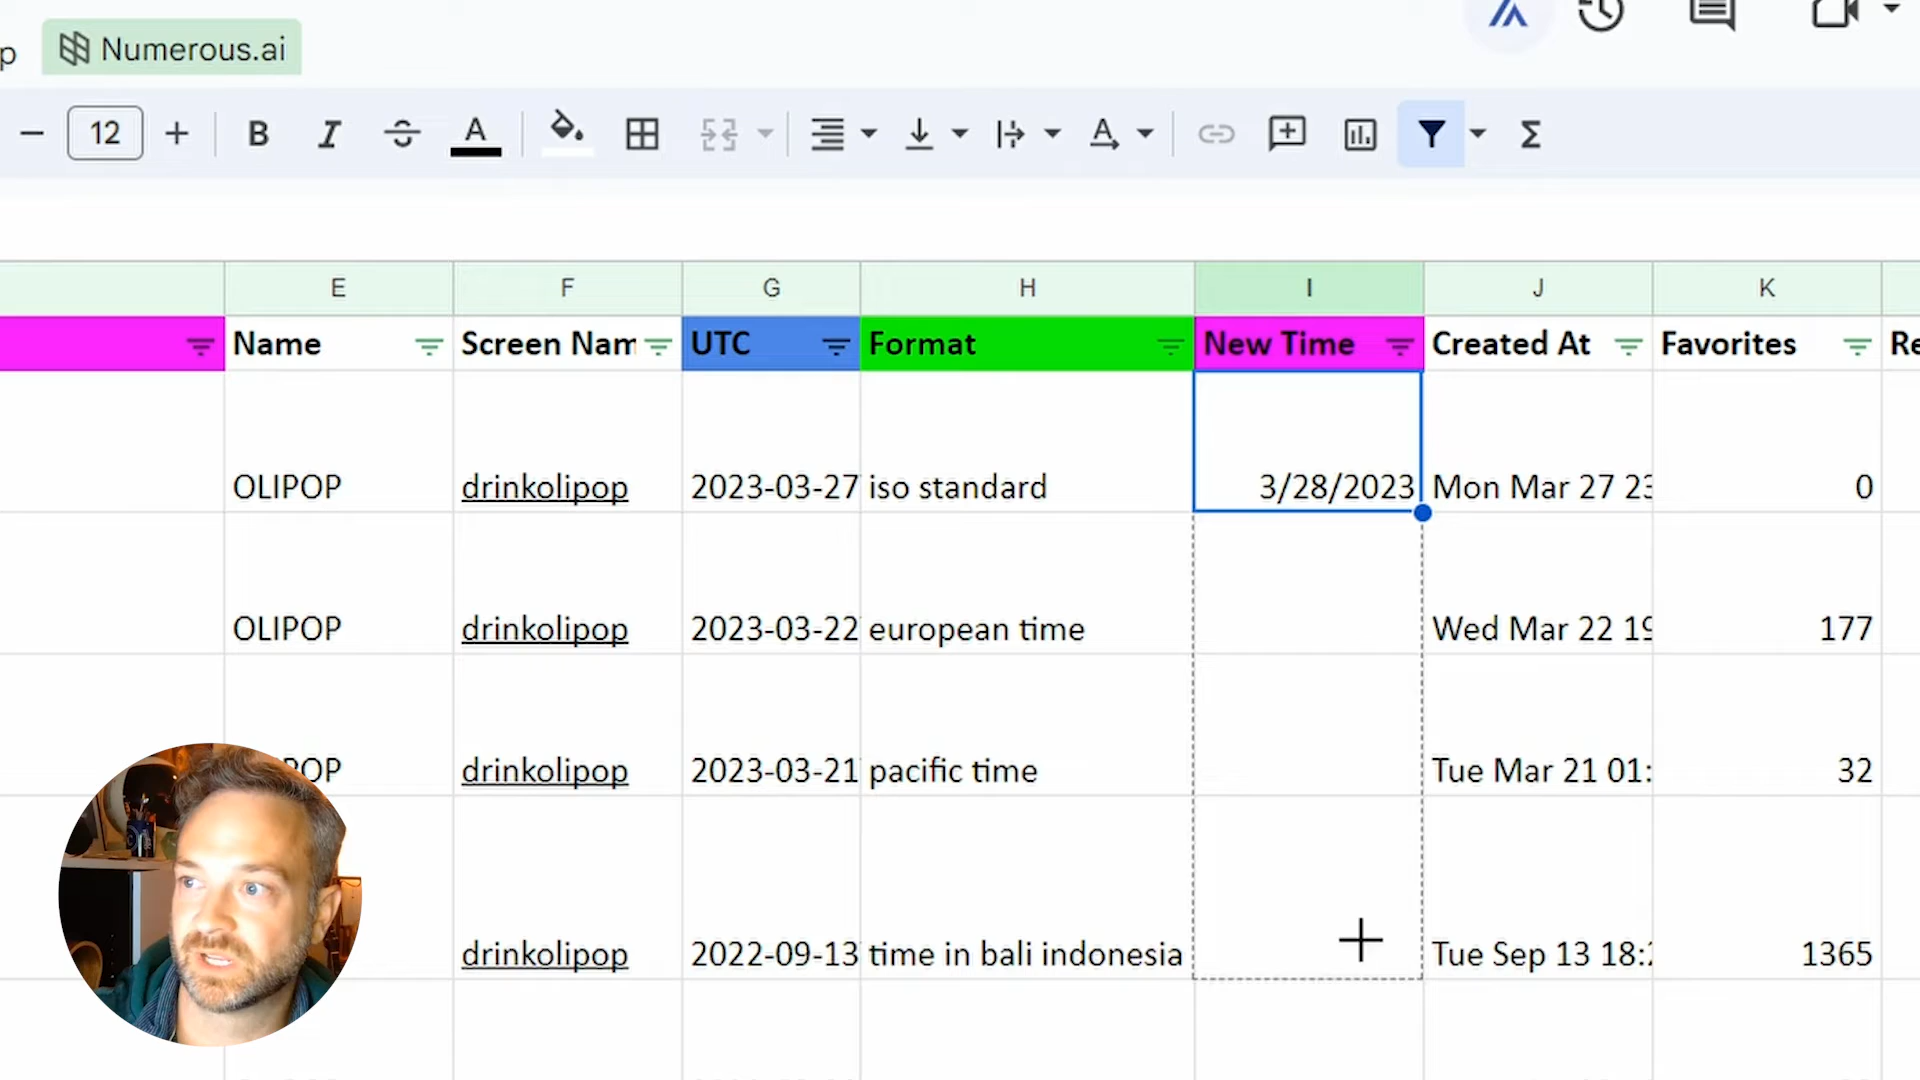 p Numerous.ai
12
E F G H I J K
Name Screen Nam UTC Format New Time Created At Favorites Re
OLIPOP drinkolipop 2023-03-27 iso standard 3/28/2023 Mon Mar 27 23 0
OLIPOP drinkolipop 2023-03-22 european time Wed Mar 22 19 177
POP drinkolipop 2023-03-21 pacific time Tue Mar 21 01: 32
drinkolipop 2022-09-13 time in bali indonesia Tue Sep 13 18:2 1365